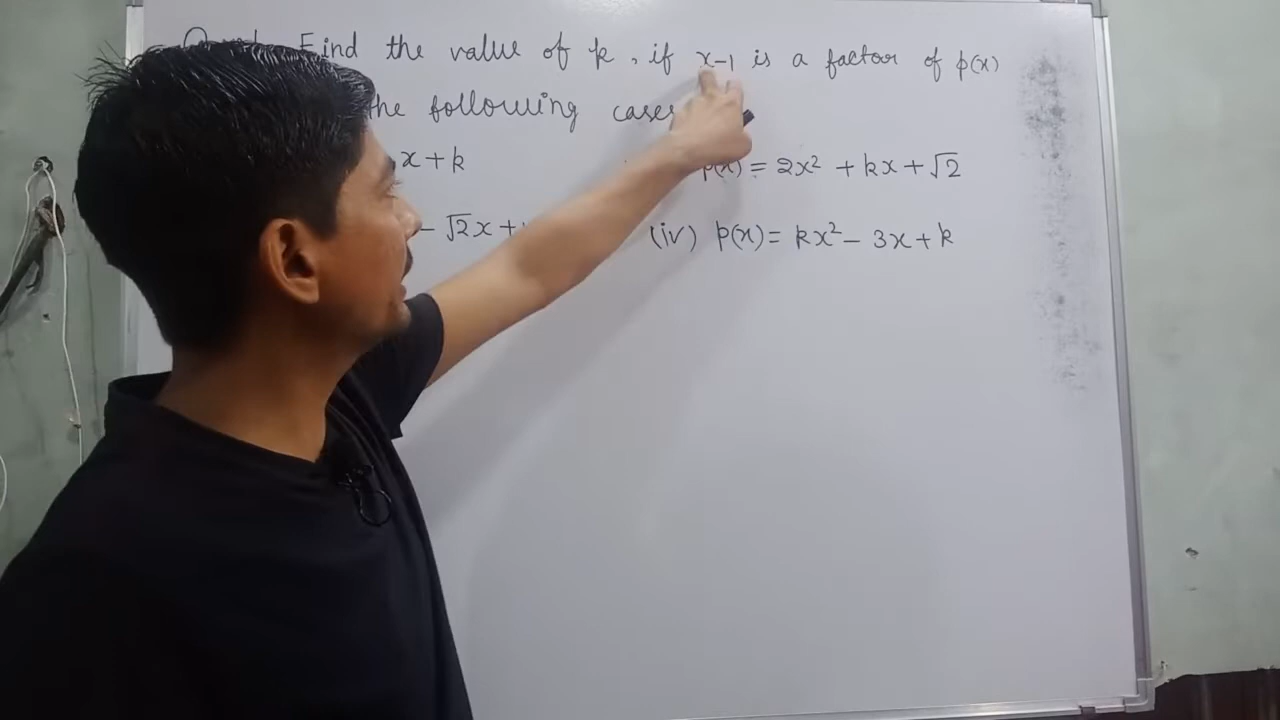 Find the value of k, if x-1 is a factor of p(x)
the following cases
x + k
p(x) = 2x² + kx + √2
- √2x +
(iv) p(x) = kx² - 3x + k